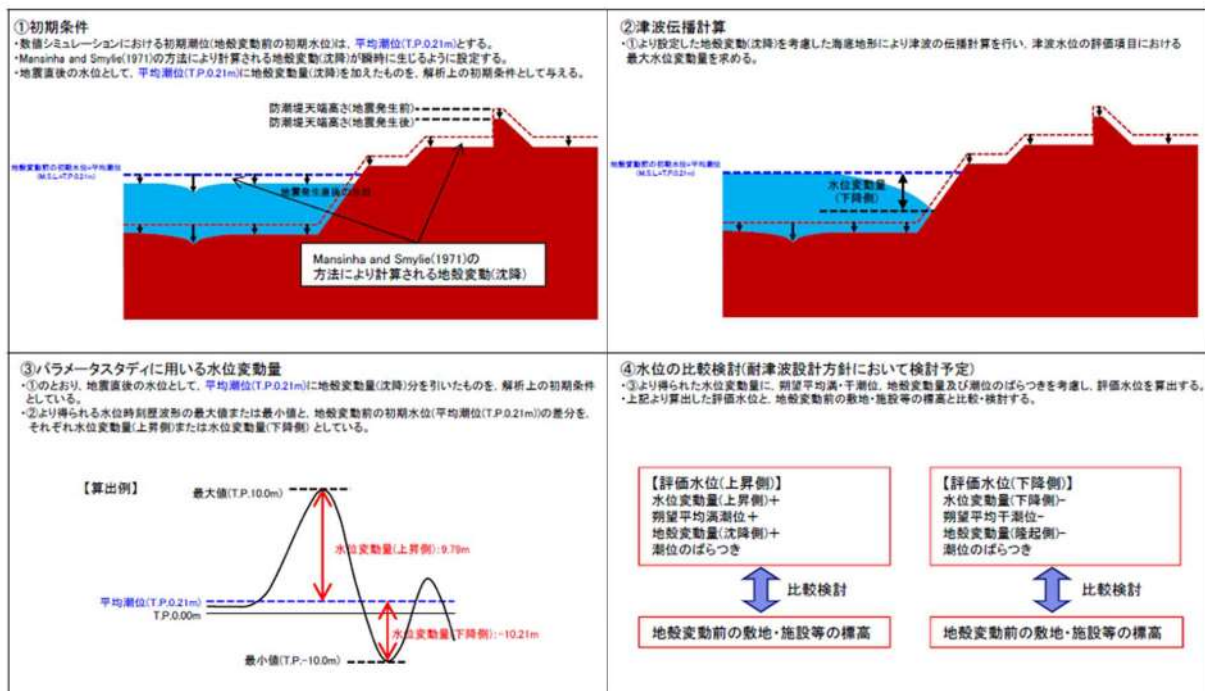 ①初期条件
・数値シミュレーションにおける初期潮位(地殻変動前の初期水位)は、平均潮位(T.P.0.21m)とする。
・Mansinha and Smylie(1971)の方法により計算される地殻変動(沈降)が瞬時に生じるように設定する。
・地震直後の水位として、平均潮位(T.P.0.21m)に地殻変動量(沈降)を加えたものを、解析上の初期条件として与える。
防潮堤天端高さ(地震発生前)
防潮堤天端高さ(地震発生後)
地殻変動前の初期水位=平均潮位
(M.S.L.=T.P.0.21m)
地震発生直後の
Mansinha and Smylie(1971)の
方法により計算される地殻変動(沈降)
②津波伝播計算
・①より設定した地殻変動(沈降)を考慮した海底地形により津波の伝播計算を行い、津波水位の評価項目における
最大水位変動量を求める。
地殻変動前の初期水位=平均潮位
(M.S.L.=T.P.0.21m)
水位変動量
(下降側)
③パラメータスタディに用いる水位変動量
・①のとおり、地震直後の水位として、平均潮位(T.P.0.21m)に地殻変動量(沈降)分を引いたものを、解析上の初期条件
としている。
・②より得られる水位時刻歴波形の最大値または最小値と、地殻変動前の初期水位(平均潮位(T.P.0.21m))の差分を、
それぞれ水位変動量(上昇側)または水位変動量(下降側) としている。
【算出例】
最大値(T.P.10.0m)
水位変動量(上昇側):9.79m
平均潮位(T.P.0.21m)
T.P.0.00m
水位変動量(下降側):-10.21m
最小値(T.P.-10.0m)
④水位の比較検討(耐津波設計方針において検討予定)
・③より得られた水位変動量に、朔望平均満・干潮位、地殻変動量及び潮位のばらつきを考慮し、評価水位を算出する。
・上記より算出した評価水位と、地殻変動前の敷地・施設等の標高と比較・検討する。
【評価水位(上昇側)】
水位変動量(上昇側)+
朔望平均満潮位+
地殻変動量(沈降側)+
潮位のばらつき
比較検討
地殻変動前の敷地・施設等の標高
【評価水位(下降側)】
水位変動量(下降側)-
朔望平均干潮位-
地殻変動量(隆起側)-
潮位のばらつき
比較検討
地殻変動前の敷地・施設等の標高